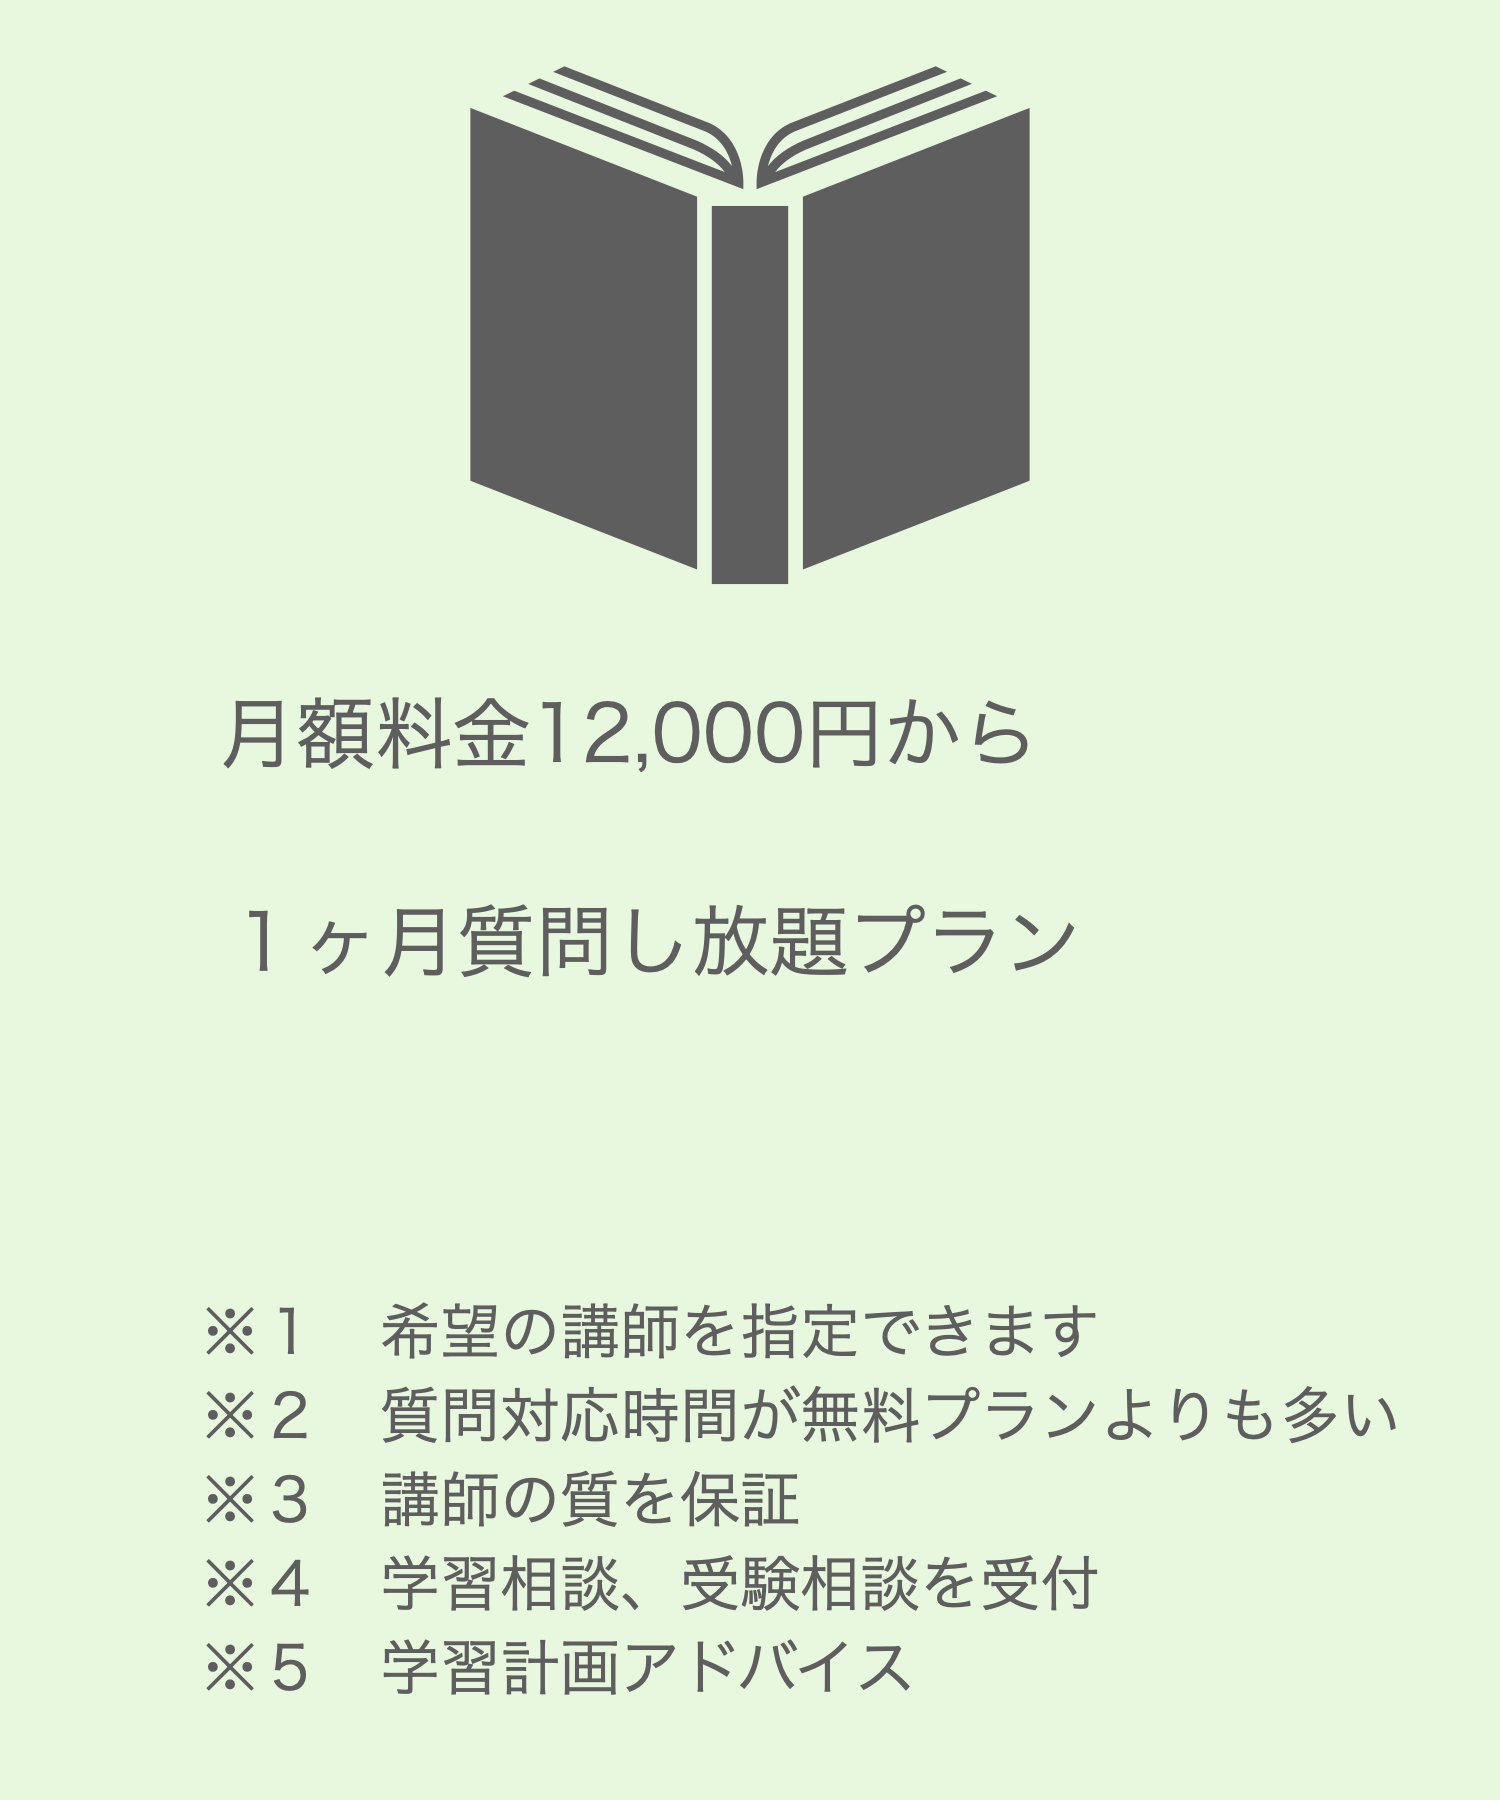 月額料金12,000円から
１ヶ月質問し放題プラン
※１　希望の講師を指定できます
※２　質問対応時間が無料プランよりも多い
※３　講師の質を保証
※４　学習相談、受験相談を受付
※５　学習計画アドバイス